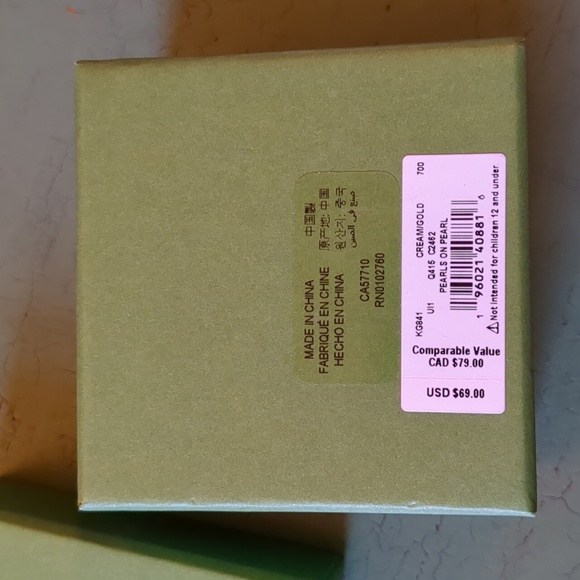 MADE IN CHINA 中国製
FABRIQUÉ EN CHINE 原产地: 中国
HECHO EN CHINA 원산지: 중국
صنع في الصين
CA57710
RN0102760
KG841 CREAM/GOLD 700
UI1 Q415 C2462
PEARLS ON PEARL
1 96021 40881 6
⚠ Not intended for children 12 and under
Comparable Value
CAD $79.00
USD $69.00